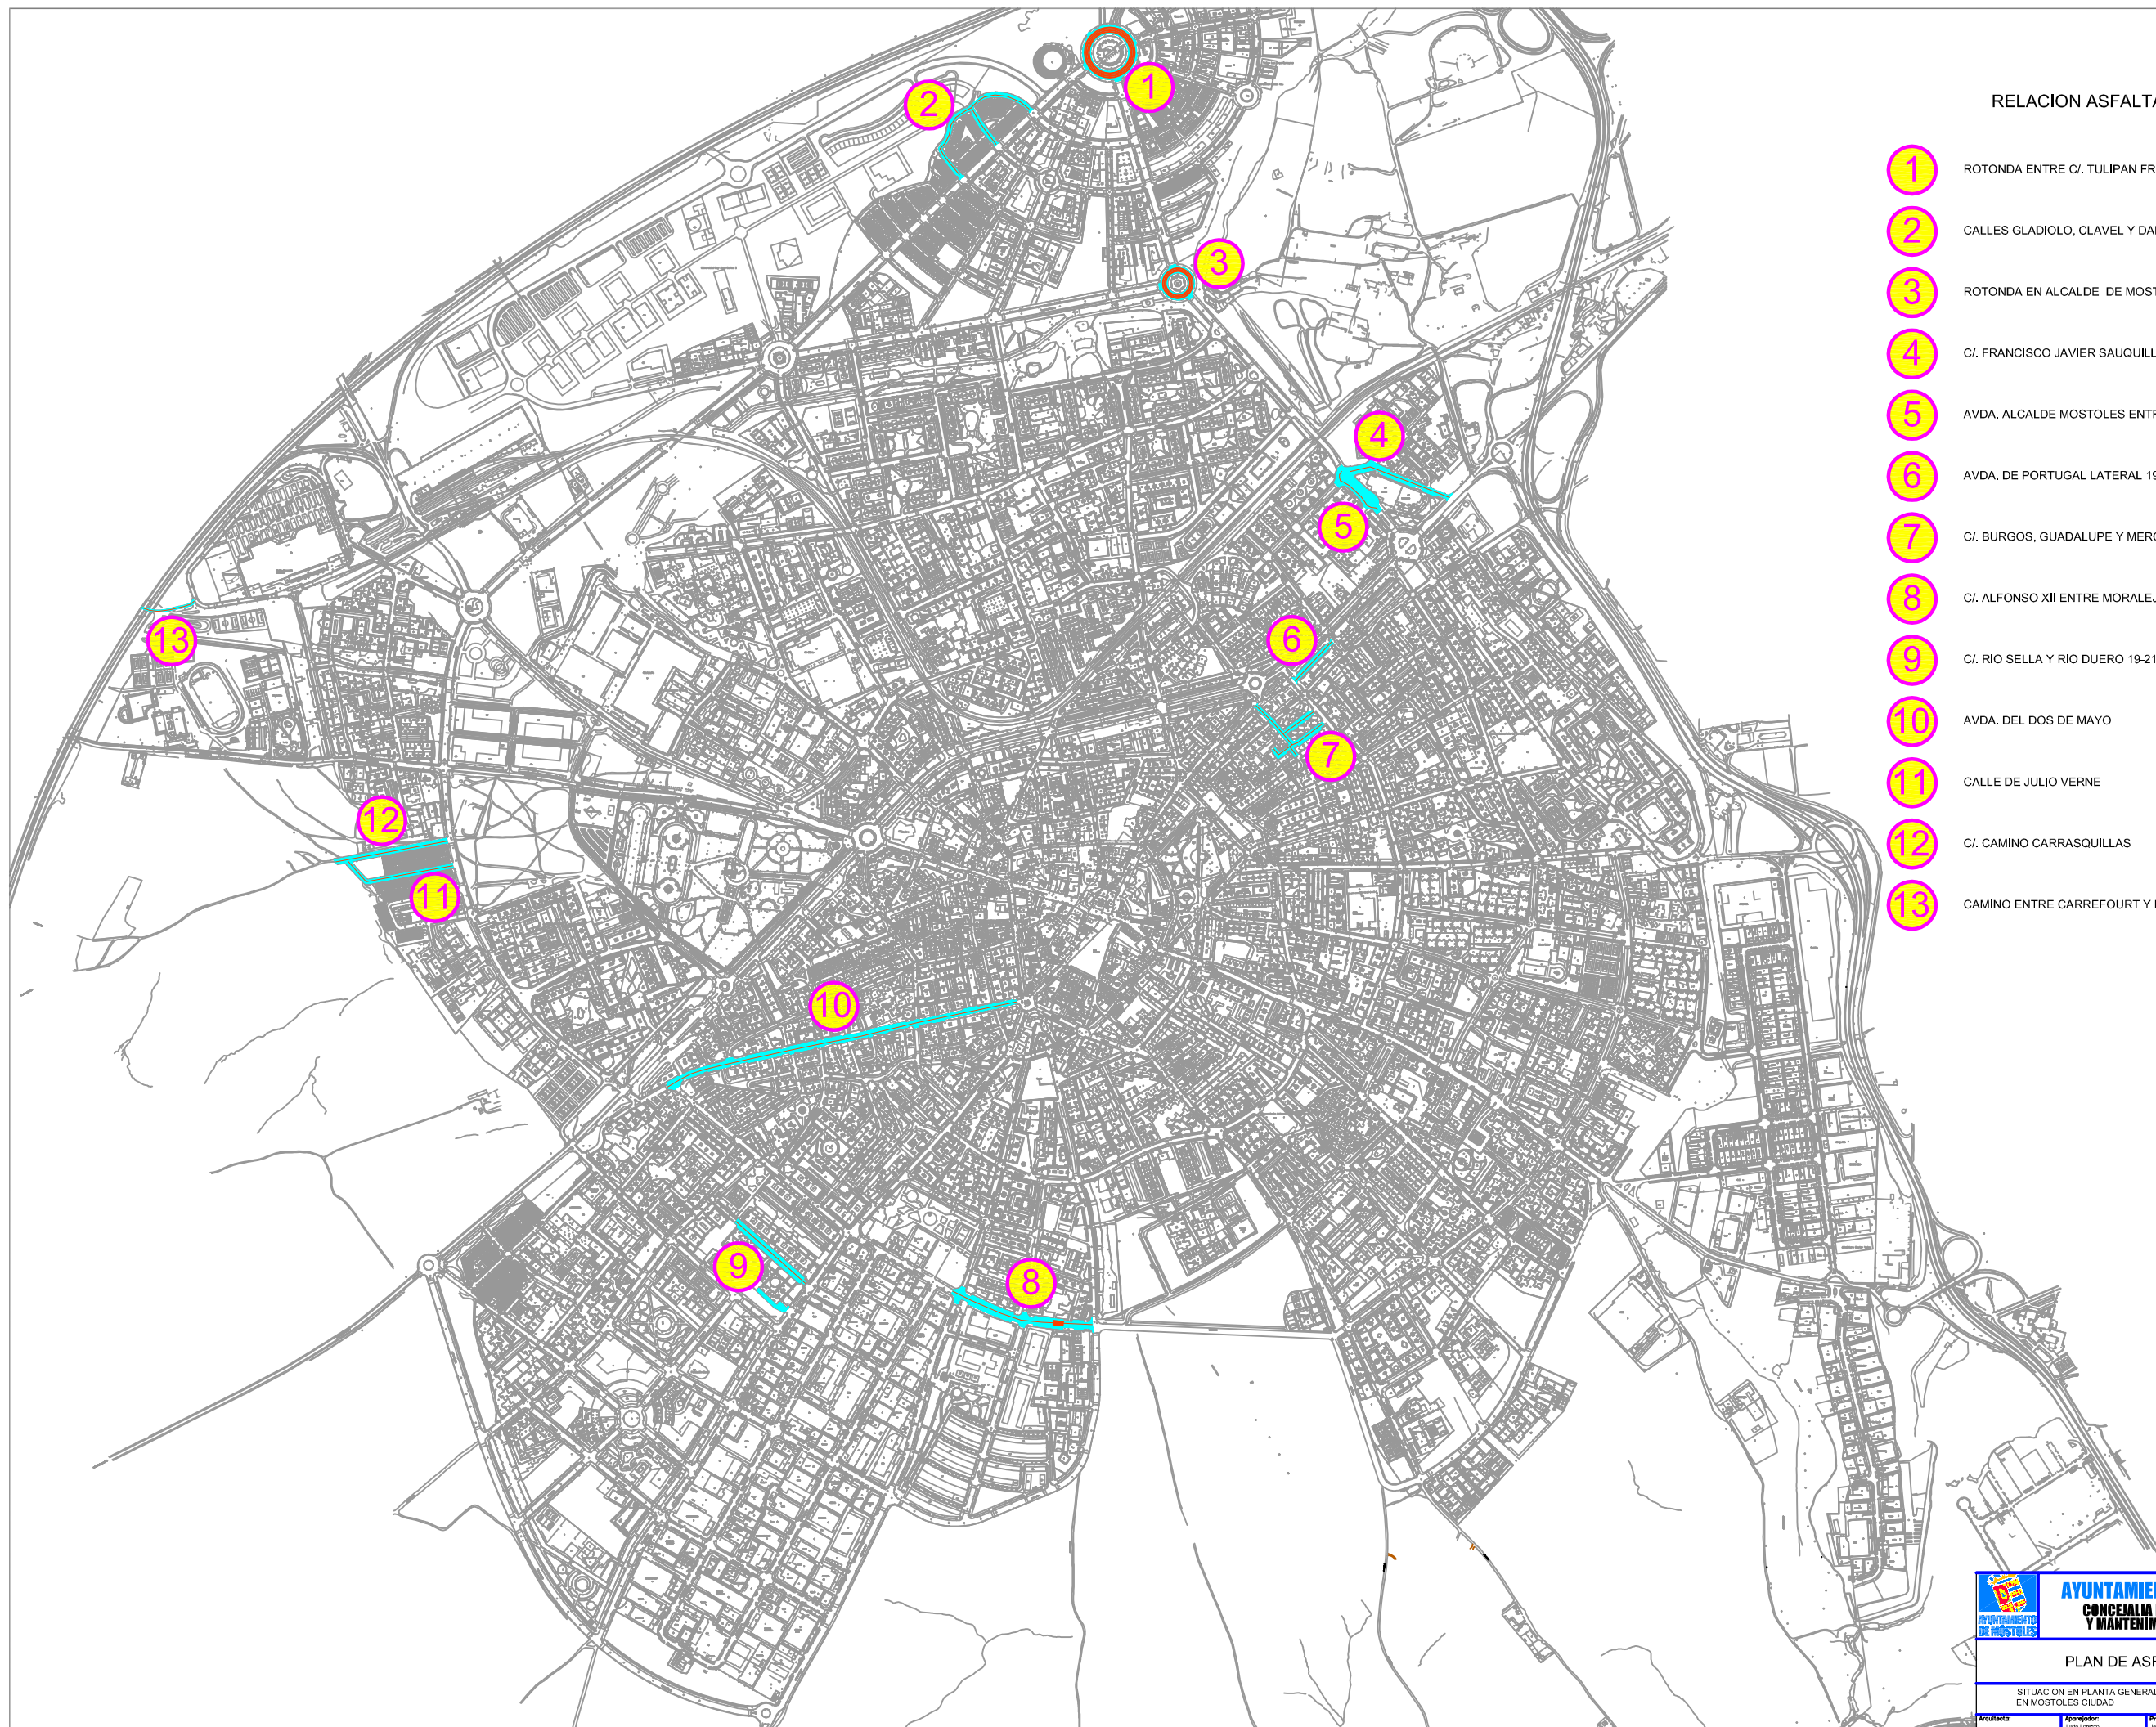 RELACION ASFALTA
1 ROTONDA ENTRE C/. TULIPAN FR
2 CALLES GLADIOLO, CLAVEL Y DA
3 ROTONDA EN ALCALDE DE MOST
4 C/. FRANCISCO JAVIER SAUQUILL
5 AVDA. ALCALDE MOSTOLES ENTR
6 AVDA. DE PORTUGAL LATERAL 19
7 C/. BURGOS, GUADALUPE Y MERC
8 C/. ALFONSO XII ENTRE MORALEJ
9 C/. RIO SELLA Y RIO DUERO 19-21
10 AVDA. DEL DOS DE MAYO
11 CALLE DE JULIO VERNE
12 C/. CAMINO CARRASQUILLAS
13 CAMINO ENTRE CARREFOURT Y
1
2
3
4
5
6
7
13
12
11
10
9
8
AYUNTAMIENTO
DE MÓSTOLES
AYUNTAMIE
CONCEJALIA
Y MANTENIM
PLAN DE ASF
SITUACION EN PLANTA GENERAL
EN MOSTOLES CIUDAD
Arquitecto:
Aparejador: